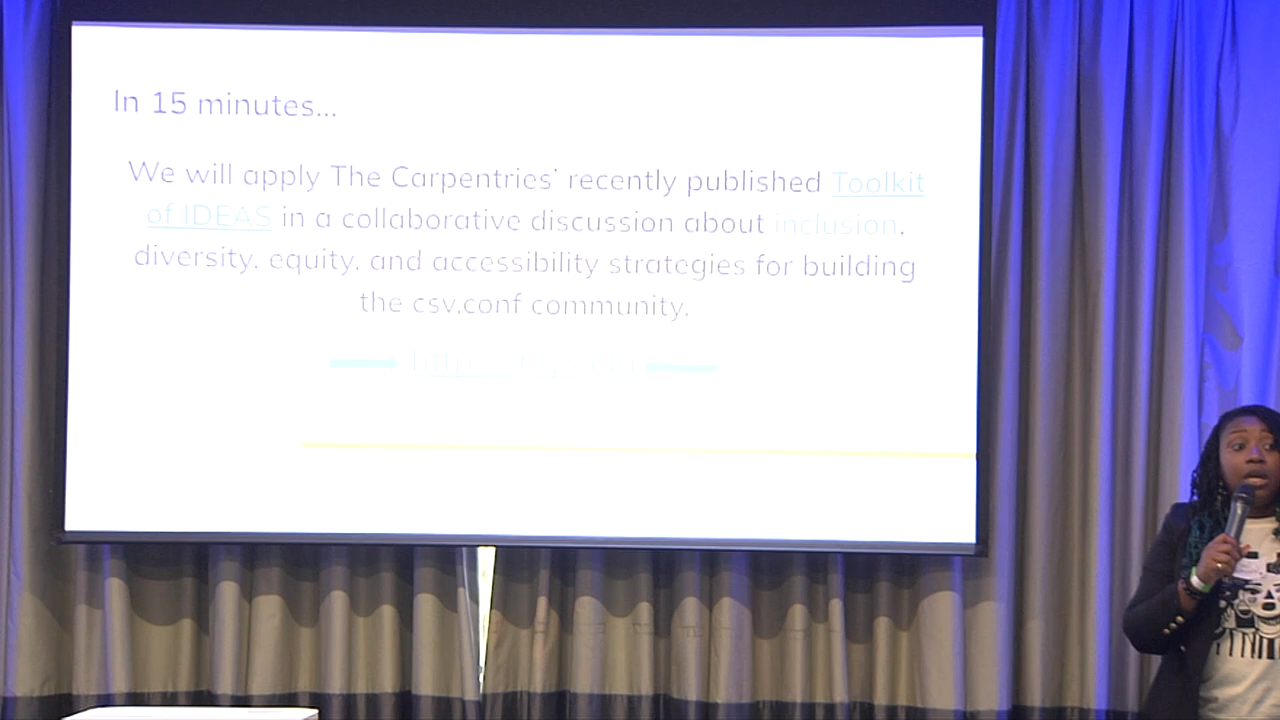 In 15 minutes...
We will apply The Carpentries' recently published Toolkit
of IDEAS in a collaborative discussion about inclusion,
diversity, equity, and accessibility strategies for building
the csv,conf community.